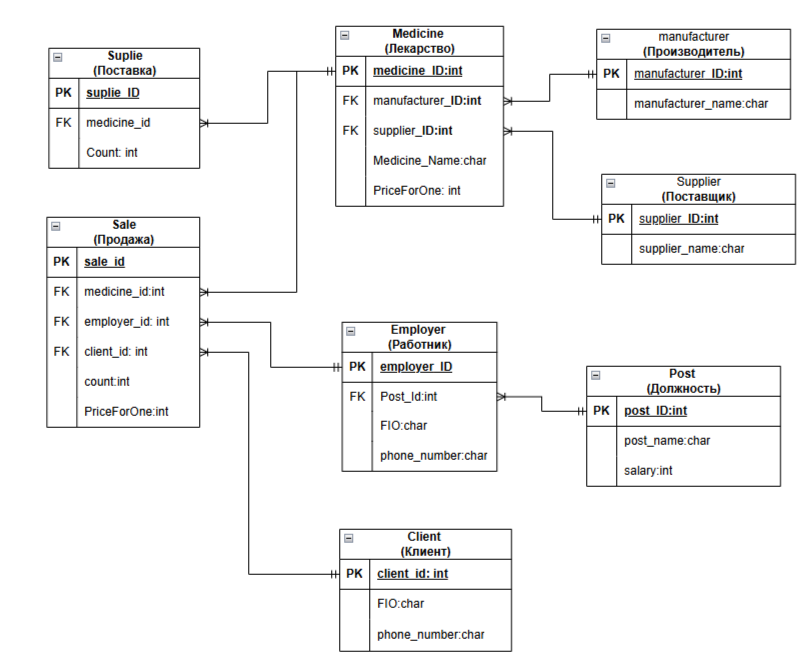 Suplie
(Поставка)
PK suplie_ID
FK medicine_id
Count: int
Medicine
(Лекарство)
PK medicine_ID:int
FK manufacturer_ID:int
FK supplier_ID:int
Medicine_Name:char
PriceForOne: int
manufacturer
(Производитель)
PK manufacturer_ID:int
manufacturer_name:char
Supplier
(Поставщик)
PK supplier_ID:int
supplier_name:char
Sale
(Продажа)
PK sale_id
FK medicine_id:int
FK employer_id: int
FK client_id: int
count:int
PriceForOne:int
Employer
(Работник)
PK employer_ID
FK Post_Id:int
FIO:char
phone_number:char
Post
(Должность)
PK post_ID:int
post_name:char
salary:int
Client
(Клиент)
PK client_id: int
FIO:char
phone_number:char